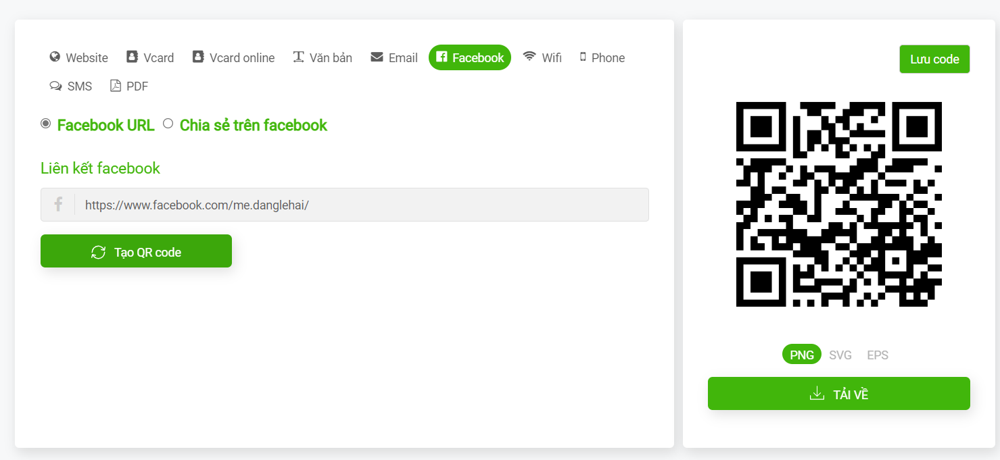 Website Vcard Vcard online Văn bản Email Facebook Wifi Phone
SMS PDF
Facebook URL Chia sẻ trên facebook
Liên kết facebook
https://www.facebook.com/me.danglehai/
Tạo QR code
Lưu code
PNG SVG EPS
TẢI VỀ